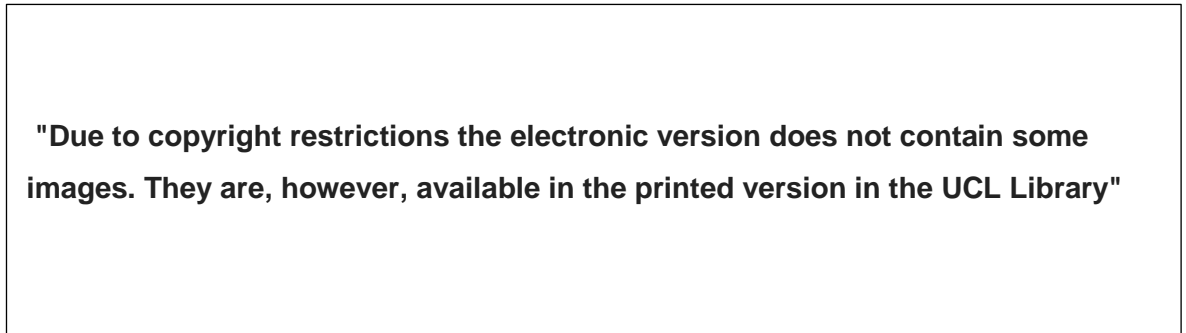 "Due to copyright restrictions the electronic version does not contain some
images. They are, however, available in the printed version in the UCL Library"